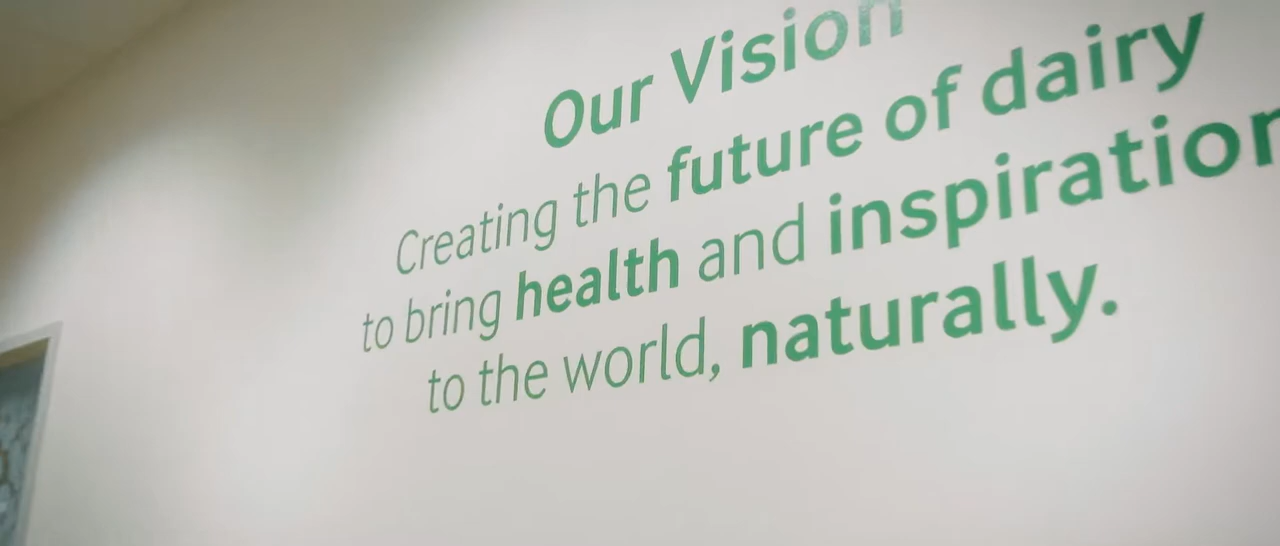 Our Vision
Creating the future of dairy
to bring health and inspiration
to the world, naturally.